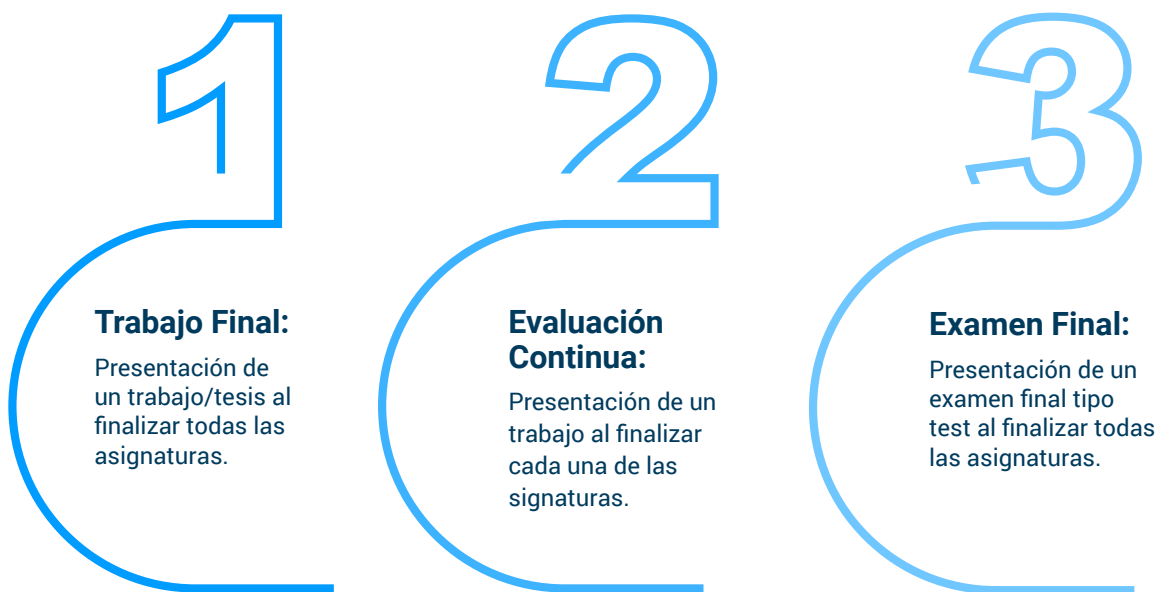 1
Trabajo Final:
Presentación de
un trabajo/tesis al
finalizar todas las
asignaturas.
2
Evaluación
Continua:
Presentación de un
trabajo al finalizar
cada una de las
signaturas.
3
Examen Final:
Presentación de un
examen final tipo
test al finalizar todas
las asignaturas.